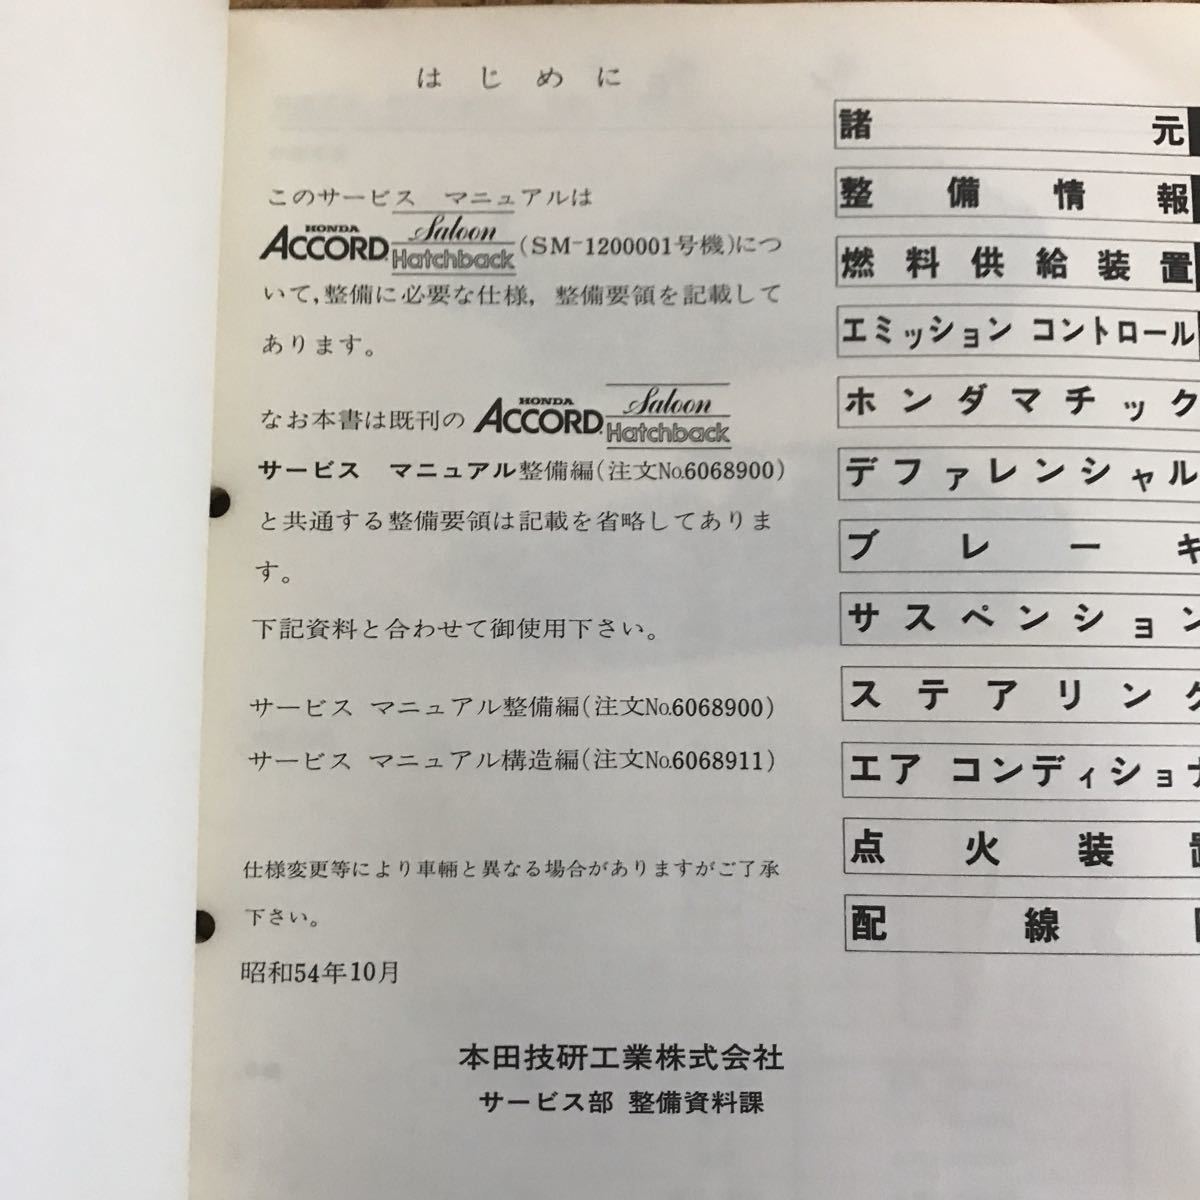 はじめに
このサービス マニュアルは
HONDA ACCORD Saloon Hatchback (SM-1200001号機)につ
いて,整備に必要な仕様,整備要領を記載して
あります。
なお本書は既刊の HONDA ACCORD Saloon Hatchback
サービス マニュアル整備編(注文No.6068900)
と共通する整備要領は記載を省略してありま
す。
下記資料と合わせて御使用下さい。
サービス マニュアル整備編(注文No.6068900)
サービス マニュアル構造編(注文No.6068911)
仕様変更等により車輛と異なる場合がありますがご了承
下さい。
昭和54年10月
本田技研工業株式会社
サービス部 整備資料課
諸元
整備情報
燃料供給装置
エミッション コントロール
ホンダマチック
デファレンシャル
ブレーキ
サスペンション
ステアリング
エア コンディショナ
点火装置
配線